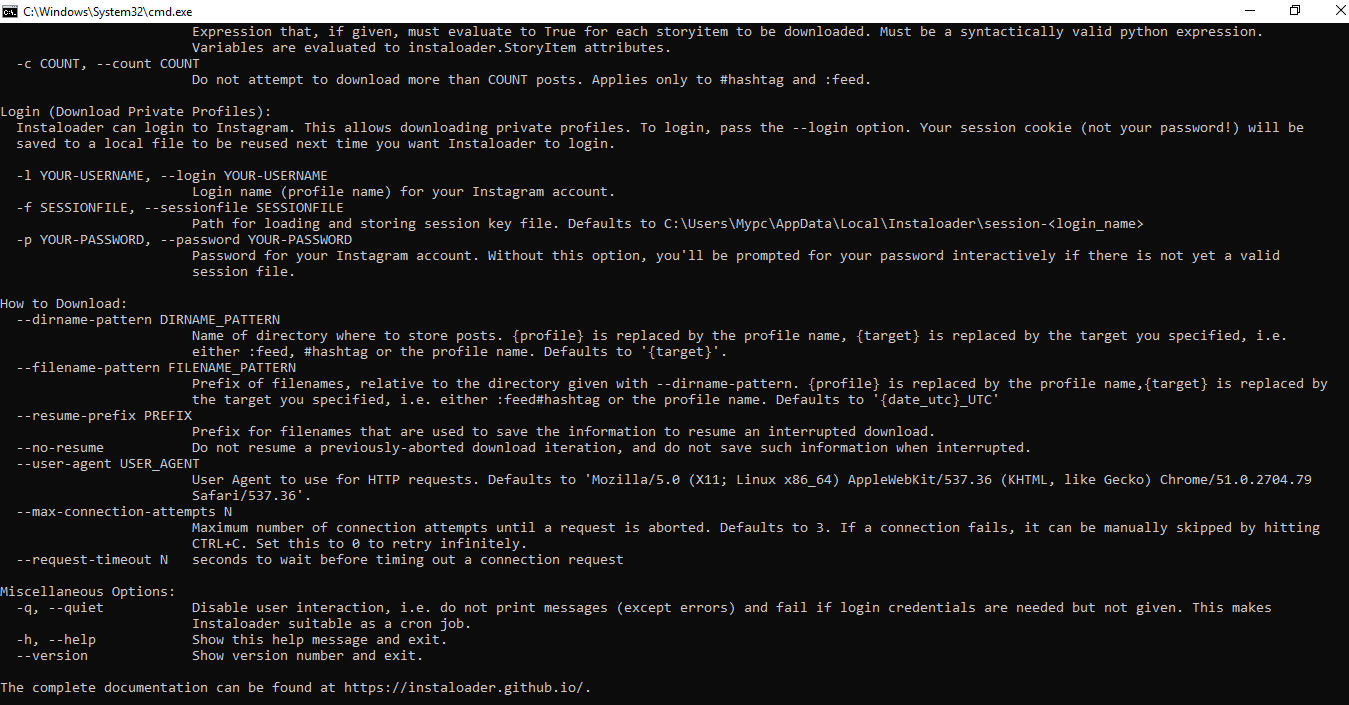 C:\Windows\System32\cmd.exe
Expression that, if given, must evaluate to True for each storyitem to be downloaded. Must be a syntactically valid python expression.
Variables are evaluated to instaloader.StoryItem attributes.
-c COUNT, --count COUNT
Do not attempt to download more than COUNT posts. Applies only to #hashtag and :feed.
Login (Download Private Profiles):
Instaloader can login to Instagram. This allows downloading private profiles. To login, pass the --login option. Your session cookie (not your password!) will be
saved to a local file to be reused next time you want Instaloader to login.
-l YOUR-USERNAME, --login YOUR-USERNAME
Login name (profile name) for your Instagram account.
-f SESSIONFILE, --sessionfile SESSIONFILE
Path for loading and storing session key file. Defaults to C:\Users\Mypc\AppData\Local\Instaloader\session-<login_name>
-p YOUR-PASSWORD, --password YOUR-PASSWORD
Password for your Instagram account. Without this option, you'll be prompted for your password interactively if there is not yet a valid
session file.
How to Download:
--dirname-pattern DIRNAME_PATTERN
Name of directory where to store posts. {profile} is replaced by the profile name, {target} is replaced by the target you specified, i.e.
either :feed, #hashtag or the profile name. Defaults to '{target}'.
--filename-pattern FILENAME_PATTERN
Prefix of filenames, relative to the directory given with --dirname-pattern. {profile} is replaced by the profile name,{target} is replaced by
the target you specified, i.e. either :feed#hashtag or the profile name. Defaults to '{date_utc}_UTC'
--resume-prefix PREFIX
Prefix for filenames that are used to save the information to resume an interrupted download.
--no-resume Do not resume a previously-aborted download iteration, and do not save such information when interrupted.
--user-agent USER_AGENT
User Agent to use for HTTP requests. Defaults to 'Mozilla/5.0 (X11; Linux x86_64) AppleWebKit/537.36 (KHTML, like Gecko) Chrome/51.0.2704.79
Safari/537.36'.
--max-connection-attempts N
Maximum number of connection attempts until a request is aborted. Defaults to 3. If a connection fails, it can be manually skipped by hitting
CTRL+C. Set this to 0 to retry infinitely.
--request-timeout N seconds to wait before timing out a connection request
Miscellaneous Options:
-q, --quiet Disable user interaction, i.e. do not print messages (except errors) and fail if login credentials are needed but not given. This makes
Instaloader suitable as a cron job.
-h, --help Show this help message and exit.
--version Show version number and exit.
The complete documentation can be found at https://instaloader.github.io/.